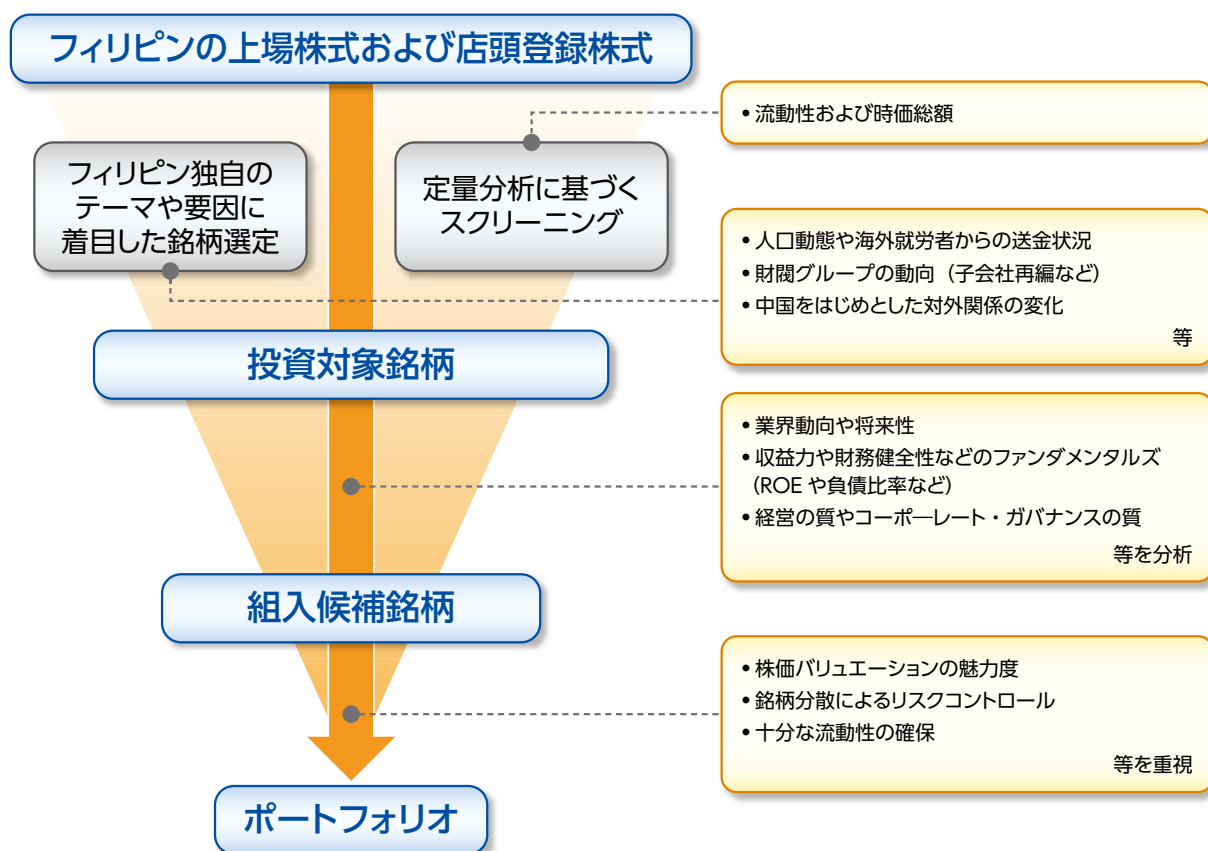 フィリピンの上場株式および店頭登録株式
フィリピン独自の
テーマや要因に
着目した銘柄選定
定量分析に基づく
スクリーニング
• 流動性および時価総額
• 人口動態や海外就労者からの送金状況
• 財閥グループの動向（子会社再編など）
• 中国をはじめとした対外関係の変化
等
投資対象銘柄
• 業界動向や将来性
• 収益力や財務健全性などのファンダメンタルズ
（ROE や負債比率など）
• 経営の質やコーポ―レート・ガバナンスの質
等を分析
組入候補銘柄
• 株価バリュエーションの魅力度
• 銘柄分散によるリスクコントロール
• 十分な流動性の確保
等を重視
ポートフォリオ